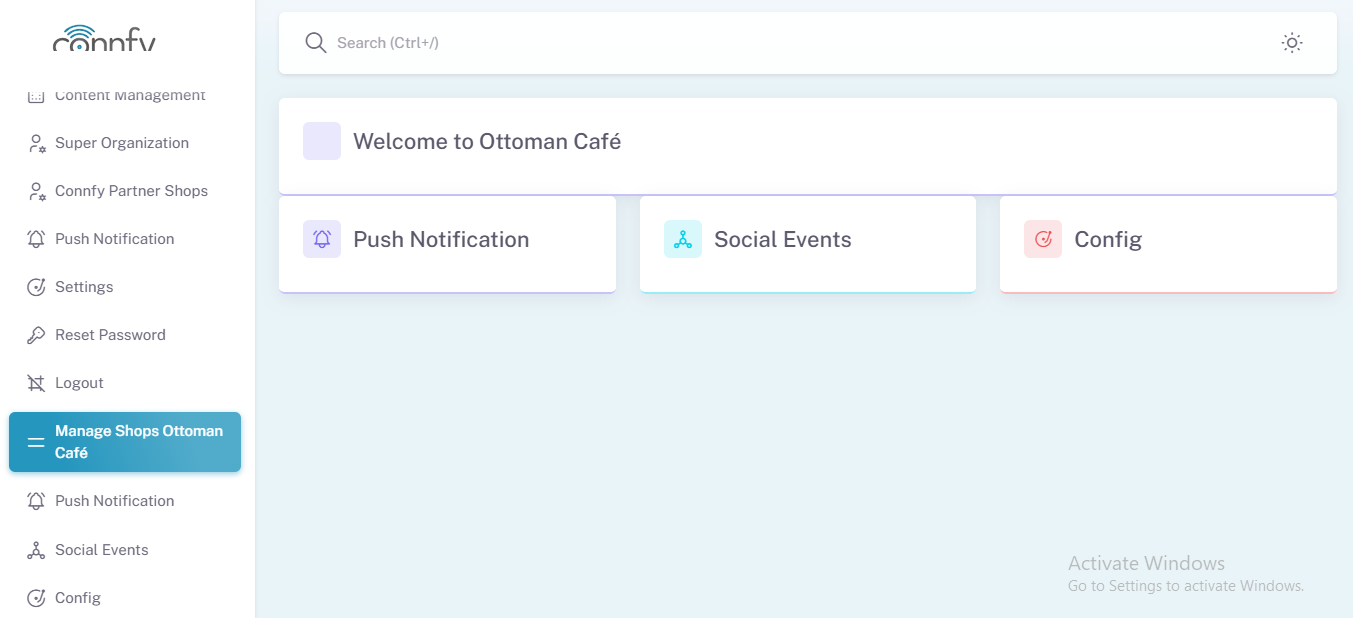 connfy
Content Management
Super Organization
Connfy Partner Shops
Push Notification
Settings
Reset Password
Logout
Manage Shops Ottoman
Café
Push Notification
Social Events
Config
Search (Ctrl+/)
Welcome to Ottoman Café
Push Notification
Social Events
Config
Activate Windows
Go to Settings to activate Windows.